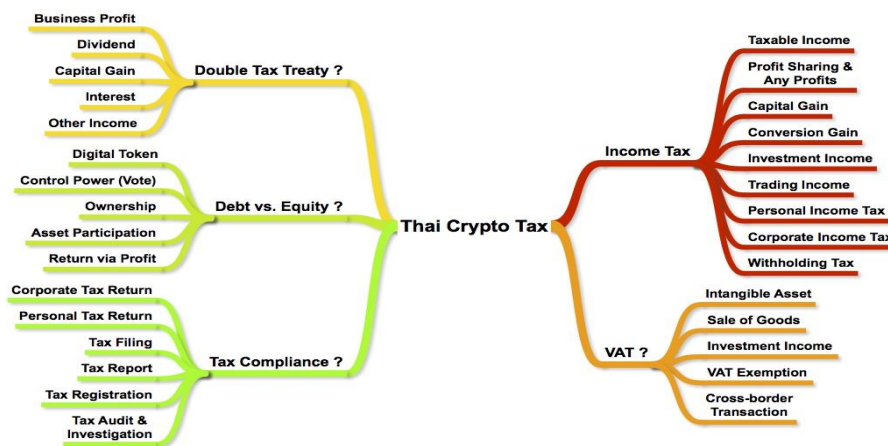 Business Profit
Dividend
Capital Gain
Interest
Other Income
Double Tax Treaty ?
Digital Token
Control Power (Vote)
Ownership
Asset Participation
Return via Profit
Debt vs. Equity ?
Corporate Tax Return
Personal Tax Return
Tax Filing
Tax Report
Tax Registration
Tax Audit &
Investigation
Tax Compliance ?
Thai Crypto Tax
Income Tax
Taxable Income
Profit Sharing &
Any Profits
Capital Gain
Conversion Gain
Investment Income
Trading Income
Personal Income Tax
Corporate Income Tax
Withholding Tax
VAT ?
Intangible Asset
Sale of Goods
Investment Income
VAT Exemption
Cross-border
Transaction